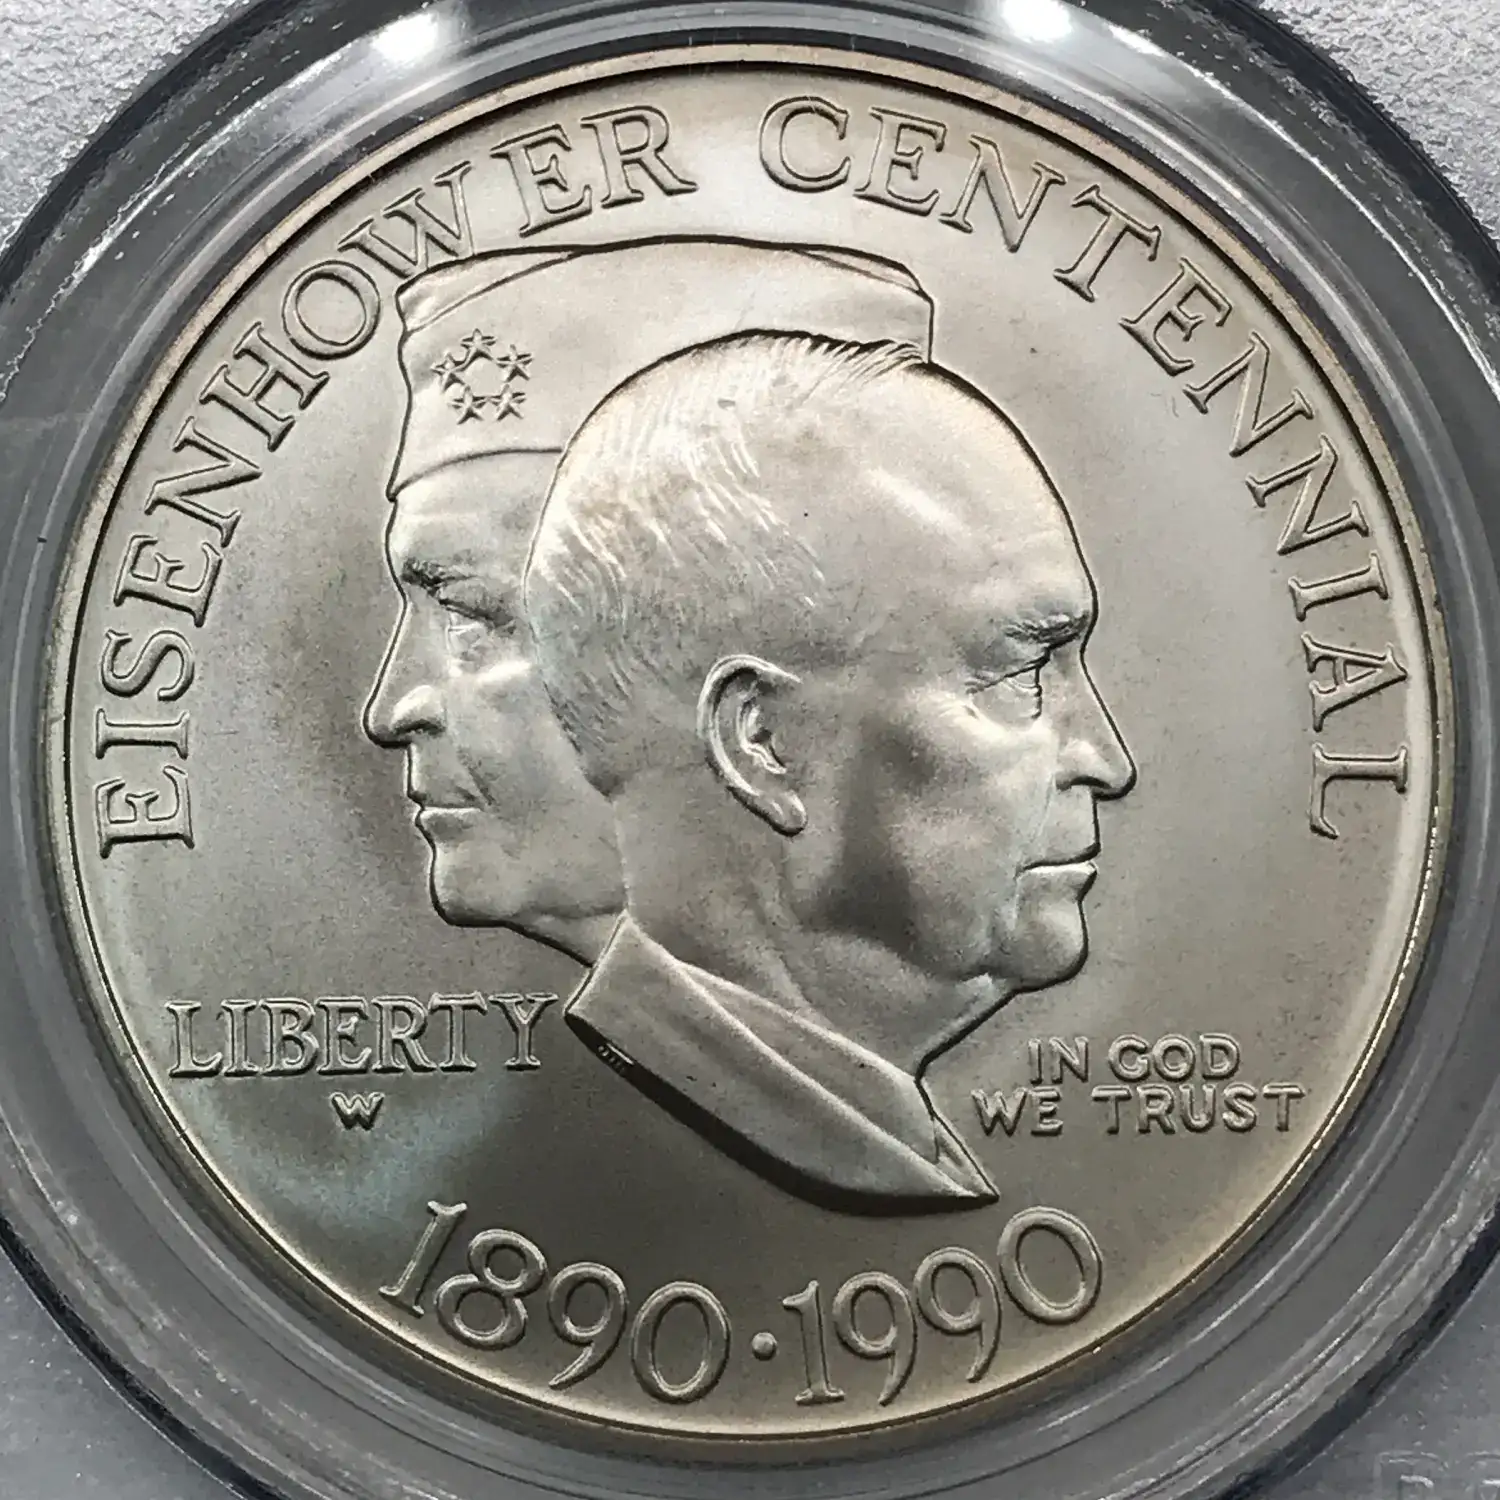 EISENHOWER CENTENNIAL
LIBERTY
W
IN GOD
WE TRUST
1890·1990